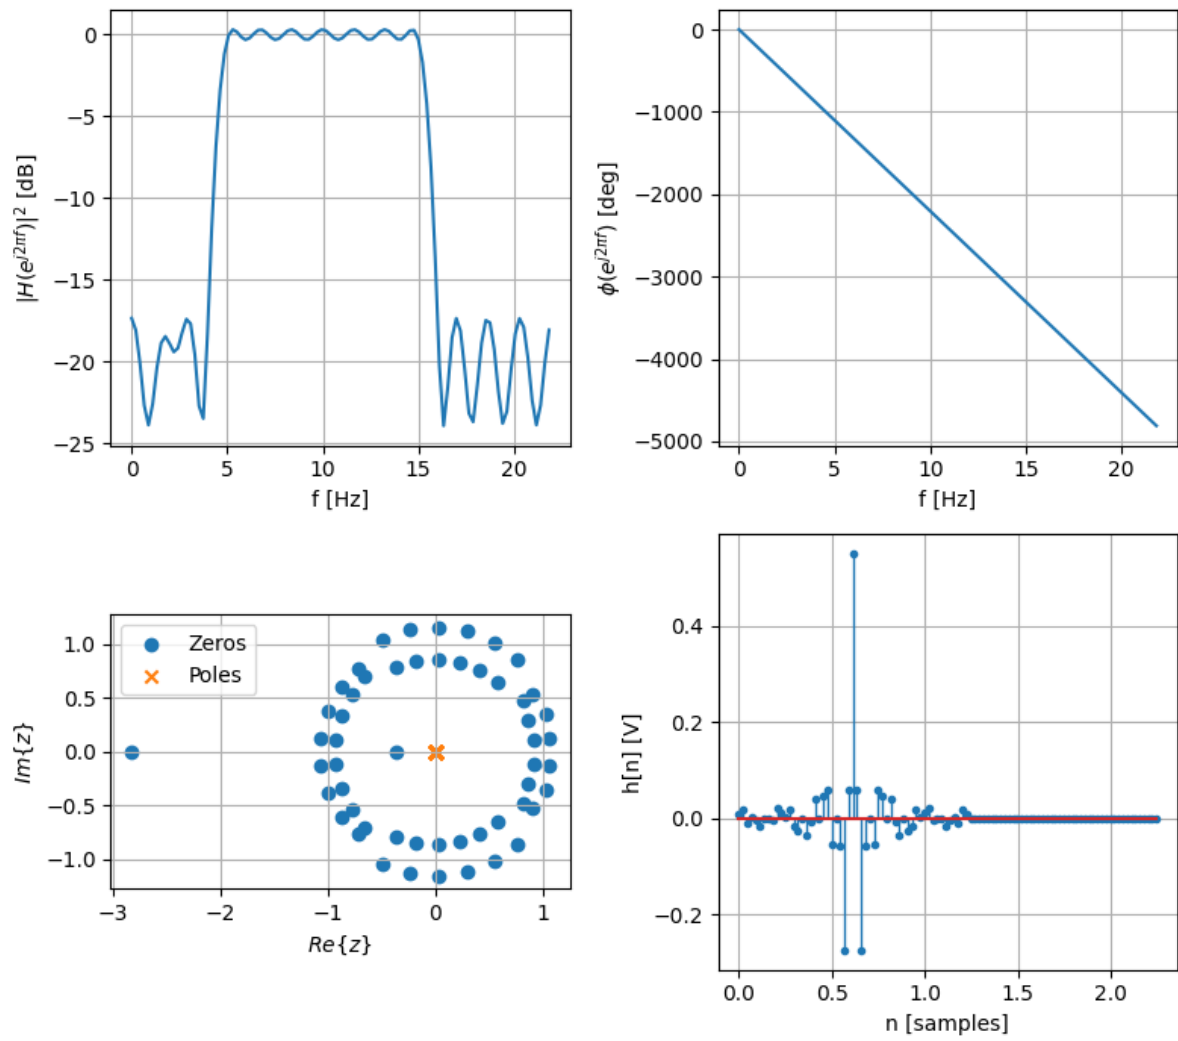 0
−5
−10
−15
−20
−25
|H(e^{j2πf})|² [dB]
0 5 10 15 20
f [Hz]
0
−1000
−2000
−3000
−4000
−5000
ϕ(e^{j2πf}) [deg]
0 5 10 15 20
f [Hz]
Zeros
Poles
1.0
0.5
0.0
−0.5
−1.0
Im{z}
−3 −2 −1 0 1
Re{z}
0.4
0.2
0.0
−0.2
h[n] [V]
0.0 0.5 1.0 1.5 2.0
n [samples]